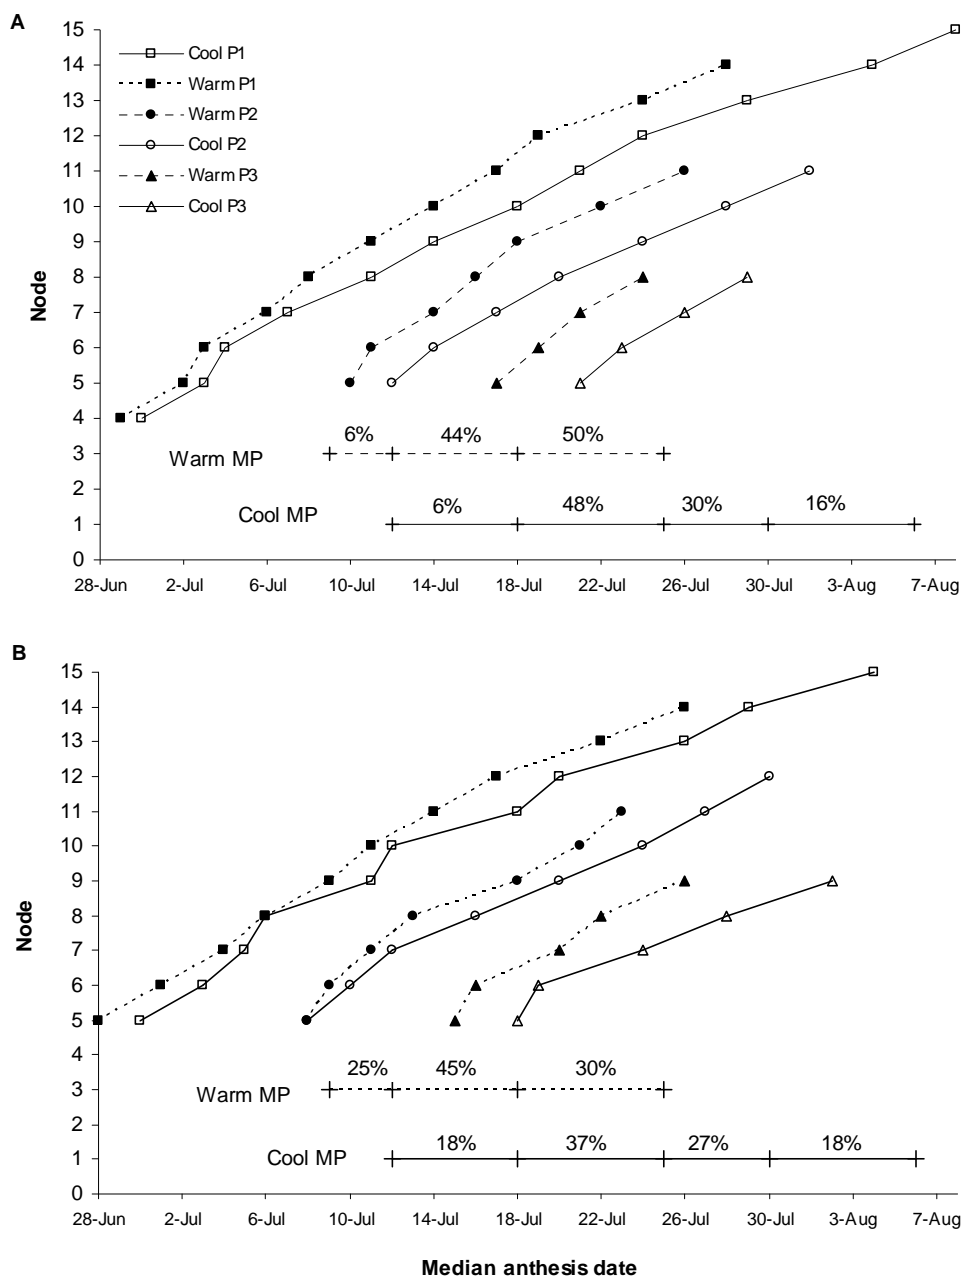 A
15
14
13
12
11
10
9
8
7
6
5
4
3
2
1
0
Node
Cool P1
Warm P1
Warm P2
Cool P2
Warm P3
Cool P3
6% 44% 50%
Warm MP
6% 48% 30% 16%
Cool MP
28-Jun 2-Jul 6-Jul 10-Jul 14-Jul 18-Jul 22-Jul 26-Jul 30-Jul 3-Aug 7-Aug
B
15
14
13
12
11
10
9
8
7
6
5
4
3
2
1
0
Node
25% 45% 30%
Warm MP
18% 37% 27% 18%
Cool MP
28-Jun 2-Jul 6-Jul 10-Jul 14-Jul 18-Jul 22-Jul 26-Jul 30-Jul 3-Aug 7-Aug
Median anthesis date